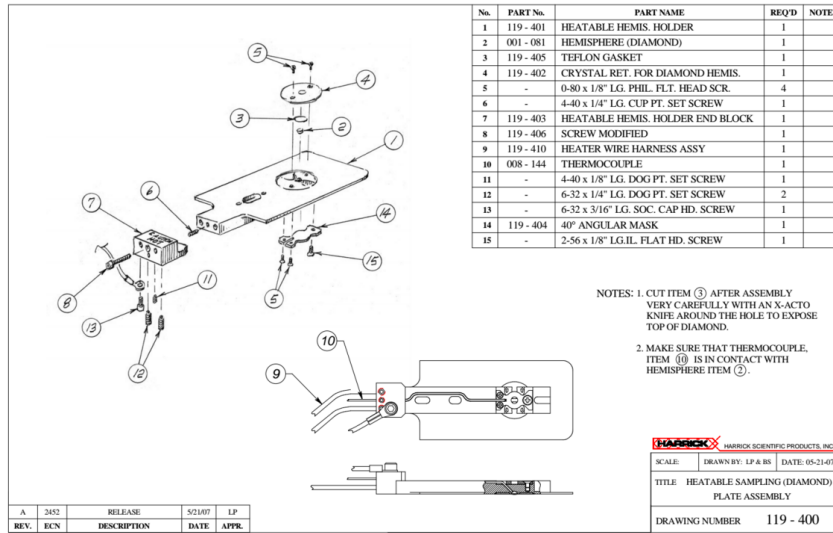 No. PART No. PART NAME REQ'D NOTE
1 119 - 401 HEATABLE HEMIS. HOLDER 1
2 001 - 081 HEMISPHERE (DIAMOND) 1
3 119 - 405 TEFLON GASKET 1
4 119 - 402 CRYSTAL RET. FOR DIAMOND HEMIS. 1
5 - 0-80 x 1/8" LG. PHIL. FLT. HEAD SCR. 4
6 - 4-40 x 1/4" LG. CUP PT. SET SCREW 1
7 119 - 403 HEATABLE HEMIS. HOLDER END BLOCK 1
8 119 - 406 SCREW MODIFIED 1
9 119 - 410 HEATER WIRE HARNESS ASSY 1
10 008 - 144 THERMOCOUPLE 1
11 - 4-40 x 1/8" LG. DOG PT. SET SCREW 1
12 - 6-32 x 1/4" LG. DOG PT. SET SCREW 2
13 - 6-32 x 3/16" LG. SOC. CAP HD. SCREW 1
14 119 - 404 40° ANGULAR MASK 1
15 - 2-56 x 1/8" LG.IL. FLAT HD. SCREW 1
5
4
3
2
1
6
7
14
15
11
8
5
13
12
10
9
NOTES: 1. CUT ITEM 3 AFTER ASSEMBLY
VERY CAREFULLY WITH AN X-ACTO
KNIFE AROUND THE HOLE TO EXPOSE
TOP OF DIAMOND.
2. MAKE SURE THAT THERMOCOUPLE,
ITEM 10 IS IN CONTACT WITH
HEMISPHERE ITEM 2.
HARRICK HARRICK SCIENTIFIC PRODUCTS, INC
SCALE: DRAWN BY: LP & BS DATE: 05-21-07
TITLE HEATABLE SAMPLING (DIAMOND)
PLATE ASSEMBLY
DRAWING NUMBER 119 - 400
A 2452 RELEASE 5/21/07 LP
REV. ECN DESCRIPTION DATE APPR.